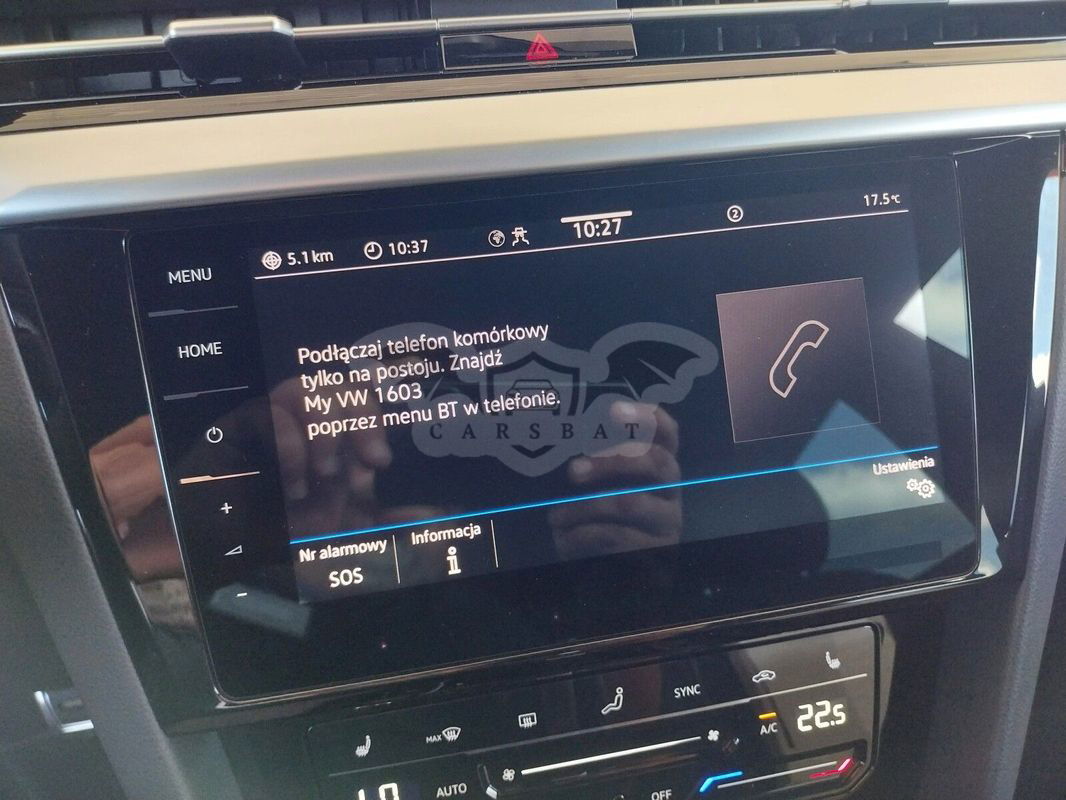 17.5°C
5.1 km 10:37 10:27 2
MENU
HOME
Podłączaj telefon komórkowy
tylko na postoju. Znajdź
My VW 1603
poprzez menu BT w telefonie.
CARSBAT
+
-
Ustawienia
Nr alarmowy
SOS
Informacja
i
SYNC
MAX
A/C
22.5
AUTO
OFF